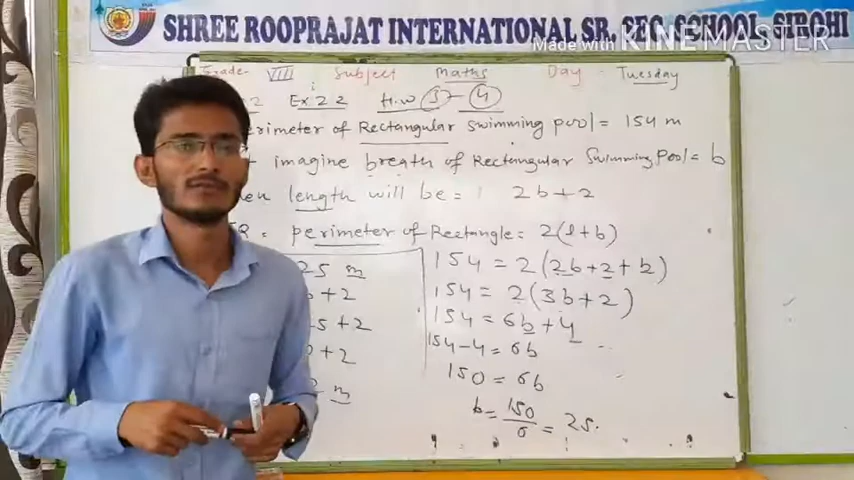 SHREE ROOPRAJAT INTERNATIONAL SR. SEC. SCHOOL, SIROHI
Made with KINEMASTER
Grade- VIII Subject Maths Day- Tuesday
2 Ex 2.2 H.W 3 - 4
perimeter of Rectangular swimming pool = 154 m
imagine breath of Rectangular swimming pool = b
length will be = 2b+2
perimeter of Rectangle = 2(l+b)
25 m
154 = 2(2b+2+b)
+2
154 = 2(3b+2)
+2
154 = 6b+4
+2
154-4 = 6b
m
150 = 6b
b = 150/6 = 25.